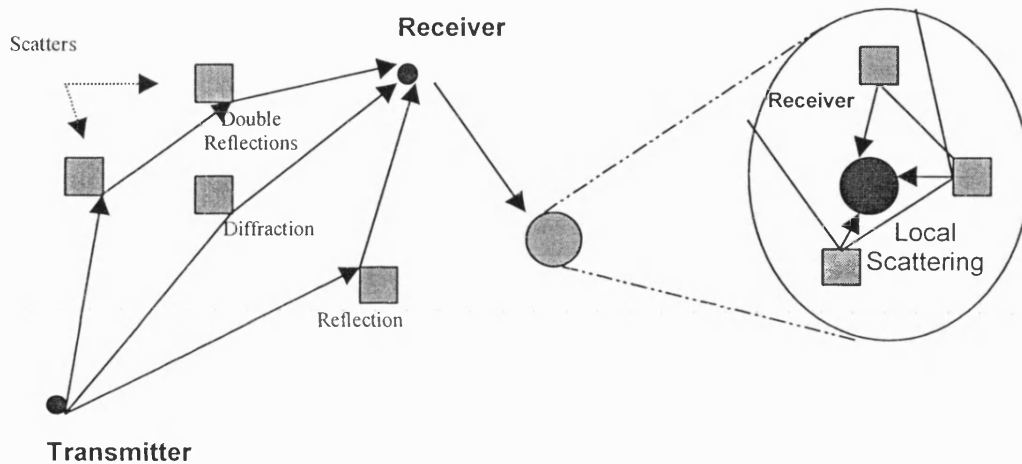 Scatters
Receiver
Double
Reflections
Diffraction
Reflection
Transmitter
Receiver
Local
Scattering